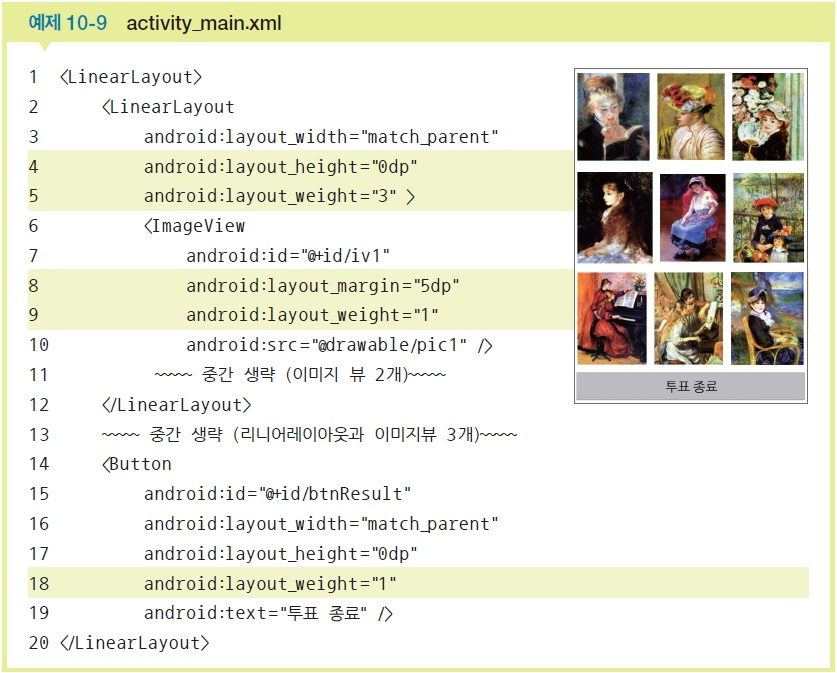 예제 10-9 activity_main.xml
1 <LinearLayout>
2 <LinearLayout
3 android:layout_width="match_parent"
4 android:layout_height="0dp"
5 android:layout_weight="3" >
6 <ImageView
7 android:id="@+id/iv1"
8 android:layout_margin="5dp"
9 android:layout_weight="1"
10 android:src="@drawable/pic1" />
11 ~~~~~ 중간 생략 (이미지 뷰 2개)~~~~~
12 </LinearLayout>
13 ~~~~~ 중간 생략 (리니어레이아웃과 이미지뷰 3개)~~~~~
14 <Button
15 android:id="@+id/btnResult"
16 android:layout_width="match_parent"
17 android:layout_height="0dp"
18 android:layout_weight="1"
19 android:text="투표 종료" />
20 </LinearLayout>
투표 종료